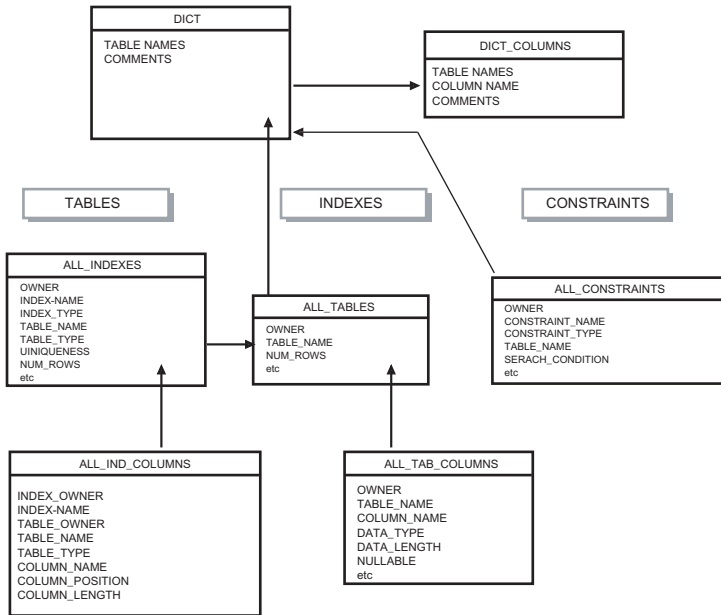 DICT
TABLE NAMES
COMMENTS
DICT_COLUMNS
TABLE NAMES
COLUMN NAME
COMMENTS
TABLES
INDEXES
CONSTRAINTS
ALL_INDEXES
OWNER
INDEX-NAME
INDEX_TYPE
TABLE_NAME
TABLE_TYPE
UINIQUENESS
NUM_ROWS
etc
ALL_TABLES
OWNER
TABLE_NAME
NUM_ROWS
etc
ALL_CONSTRAINTS
OWNER
CONSTRAINT_NAME
CONSTRAINT_TYPE
TABLE_NAME
SERACH_CONDITION
etc
ALL_IND_COLUMNS
INDEX_OWNER
INDEX-NAME
TABLE_OWNER
TABLE_NAME
TABLE_TYPE
COLUMN_NAME
COLUMN_POSITION
COLUMN_LENGTH
ALL_TAB_COLUMNS
OWNER
TABLE_NAME
COLUMN_NAME
DATA_TYPE
DATA_LENGTH
NULLABLE
etc